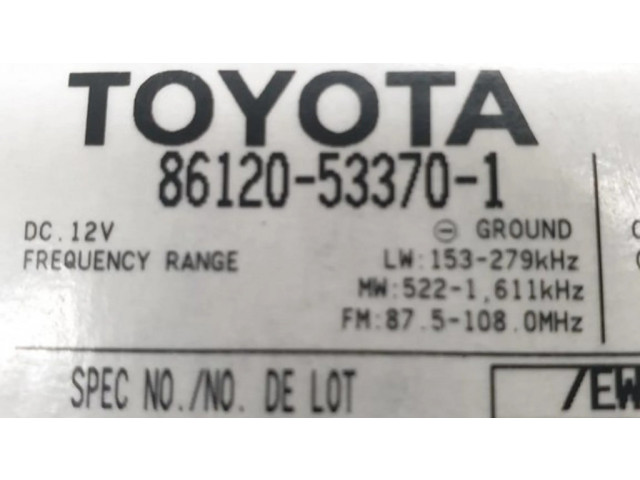 TOYOTA
86120-53370-1
DC.12V ⊖ GROUND
FREQUENCY RANGE LW:153-279kHz
MW:522-1,611kHz
FM:87.5-108.0MHz
SPEC NO./NO. DE LOT /EW